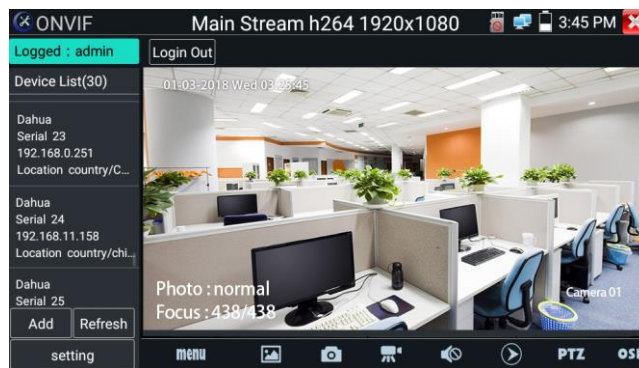 ONVIF
Main Stream h264 1920x1080
3:45 PM
Logged : admin
Login Out
Device List(30)
Dahua
Serial 23
192.168.0.251
Location country/C...
Dahua
Serial 24
192.168.11.158
Location country/chi...
Dahua
Serial 25
Add
Refresh
setting
01-03-2018 Wed 03:26:45
Photo : normal
Focus : 438/438
Camera 01
menu
PTZ
OSD